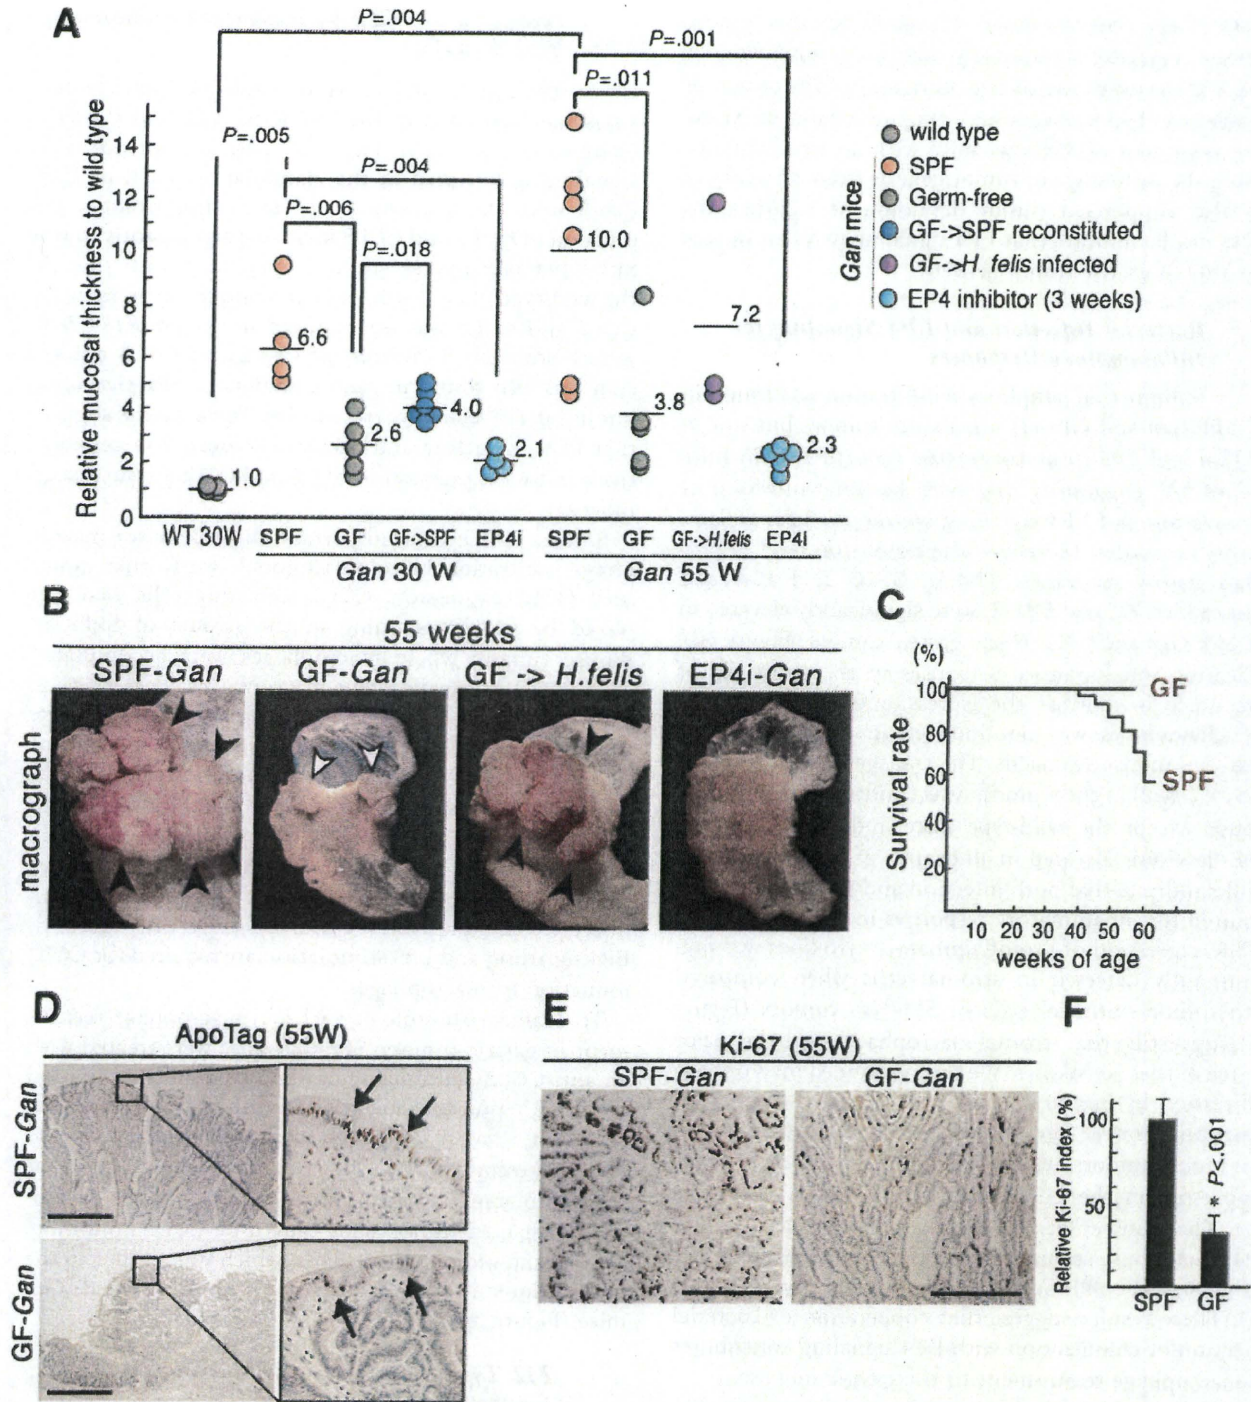 A
P=.004
P=.001
P=.011
P=.005
P=.004
P=.006
P=.018
Relative mucosal thickness to wild type
14
12
10
8
6
4
2
0
1.0
6.6
2.6
4.0
2.1
10.0
3.8
7.2
2.3
wild type
SPF
Germ-free
GF->SPF reconstituted
GF->H. felis infected
EP4 inhibitor (3 weeks)
Gan mice
WT 30W SPF GF GF->SPF EP4i SPF GF GF->H.felis EP4i
Gan 30 W Gan 55 W
B
55 weeks
SPF-Gan GF-Gan GF -> H.felis EP4i-Gan
macrograph
C
(%)
100
80
60
40
20
Survival rate
GF
SPF
10 20 30 40 50 60
weeks of age
D
ApoTag (55W)
SPF-Gan
GF-Gan
E
Ki-67 (55W)
SPF-Gan GF-Gan
F
Relative Ki-67 index (%)
100
50
* P<.001
SPF GF